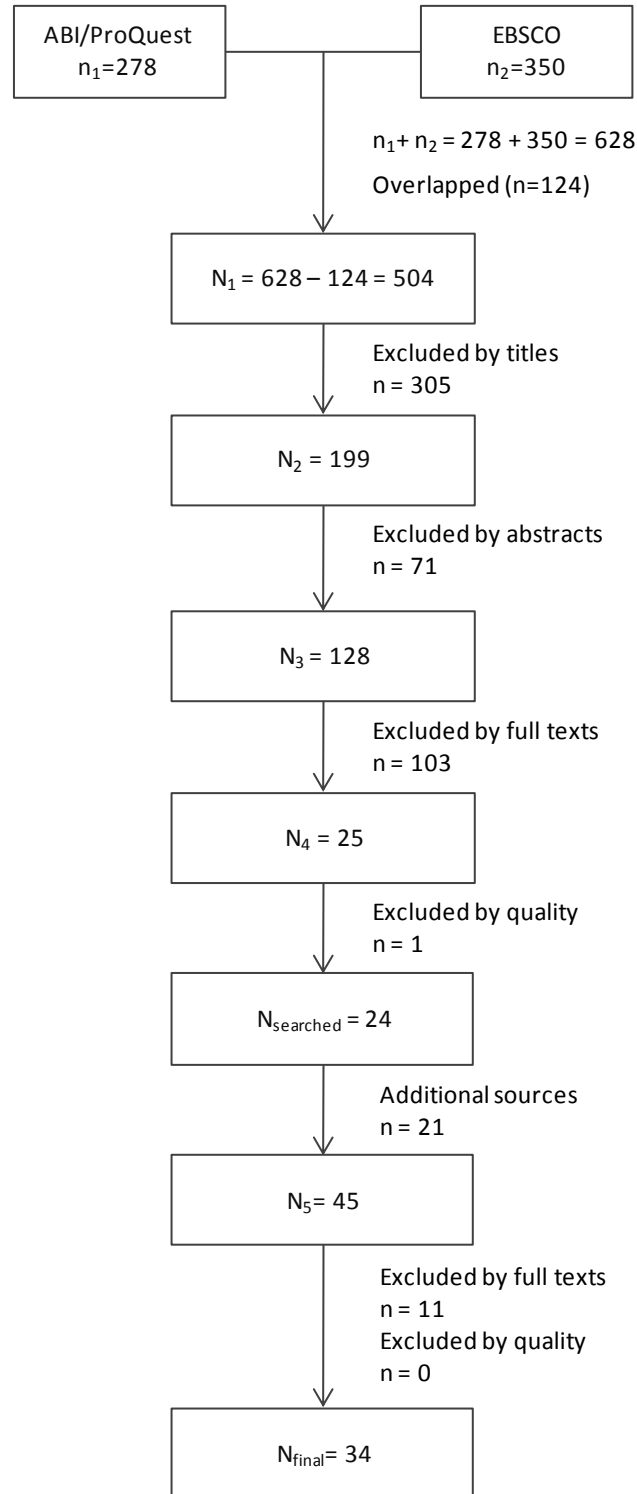 ABI/ProQuest
n₁=278
EBSCO
n₂=350
n₁+ n₂ = 278 + 350 = 628
Overlapped (n=124)
N₁ = 628 – 124 = 504
Excluded by titles
n = 305
N₂ = 199
Excluded by abstracts
n = 71
N₃ = 128
Excluded by full texts
n = 103
N₄ = 25
Excluded by quality
n = 1
Nsearched = 24
Additional sources
n = 21
N₅= 45
Excluded by full texts
n = 11
Excluded by quality
n = 0
Nfinal= 34